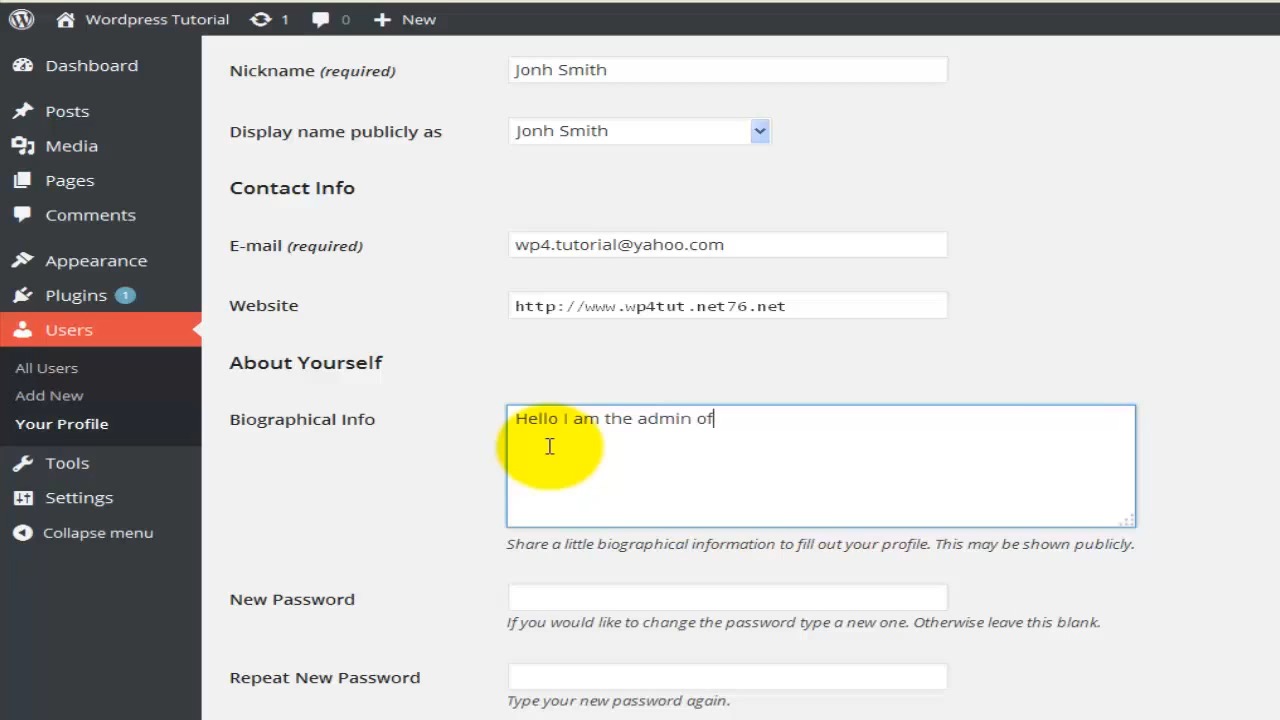 Wordpress Tutorial 1 0 New
Dashboard
Posts
Media
Pages
Comments
Appearance
Plugins 1
Users
All Users
Add New
Your Profile
Tools
Settings
Collapse menu
Nickname (required) Jonh Smith
Display name publicly as Jonh Smith
Contact Info
E-mail (required) wp4.tutorial@yahoo.com
Website http://www.wp4tut.net76.net
About Yourself
Biographical Info Hello I am the admin of
Share a little biographical information to fill out your profile. This may be shown publicly.
New Password
If you would like to change the password type a new one. Otherwise leave this blank.
Repeat New Password
Type your new password again.